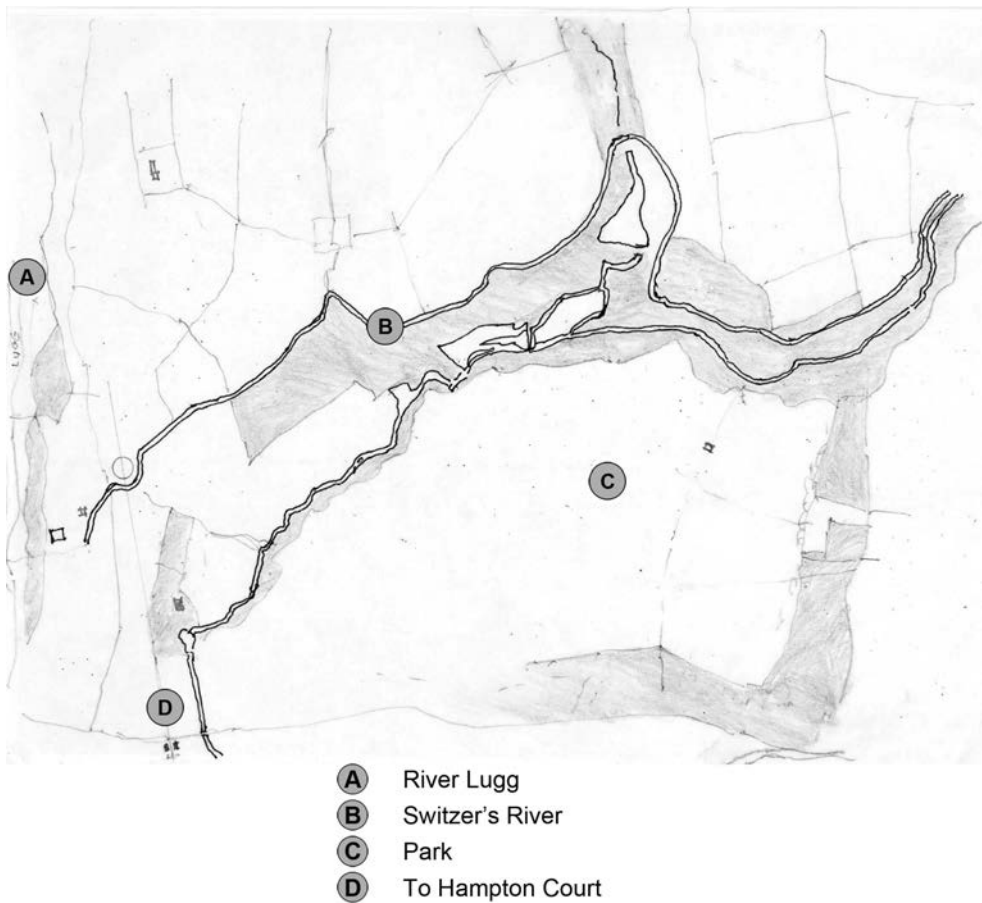 A
LUGG
B
C
D
A River Lugg
B Switzer's River
C Park
D To Hampton Court